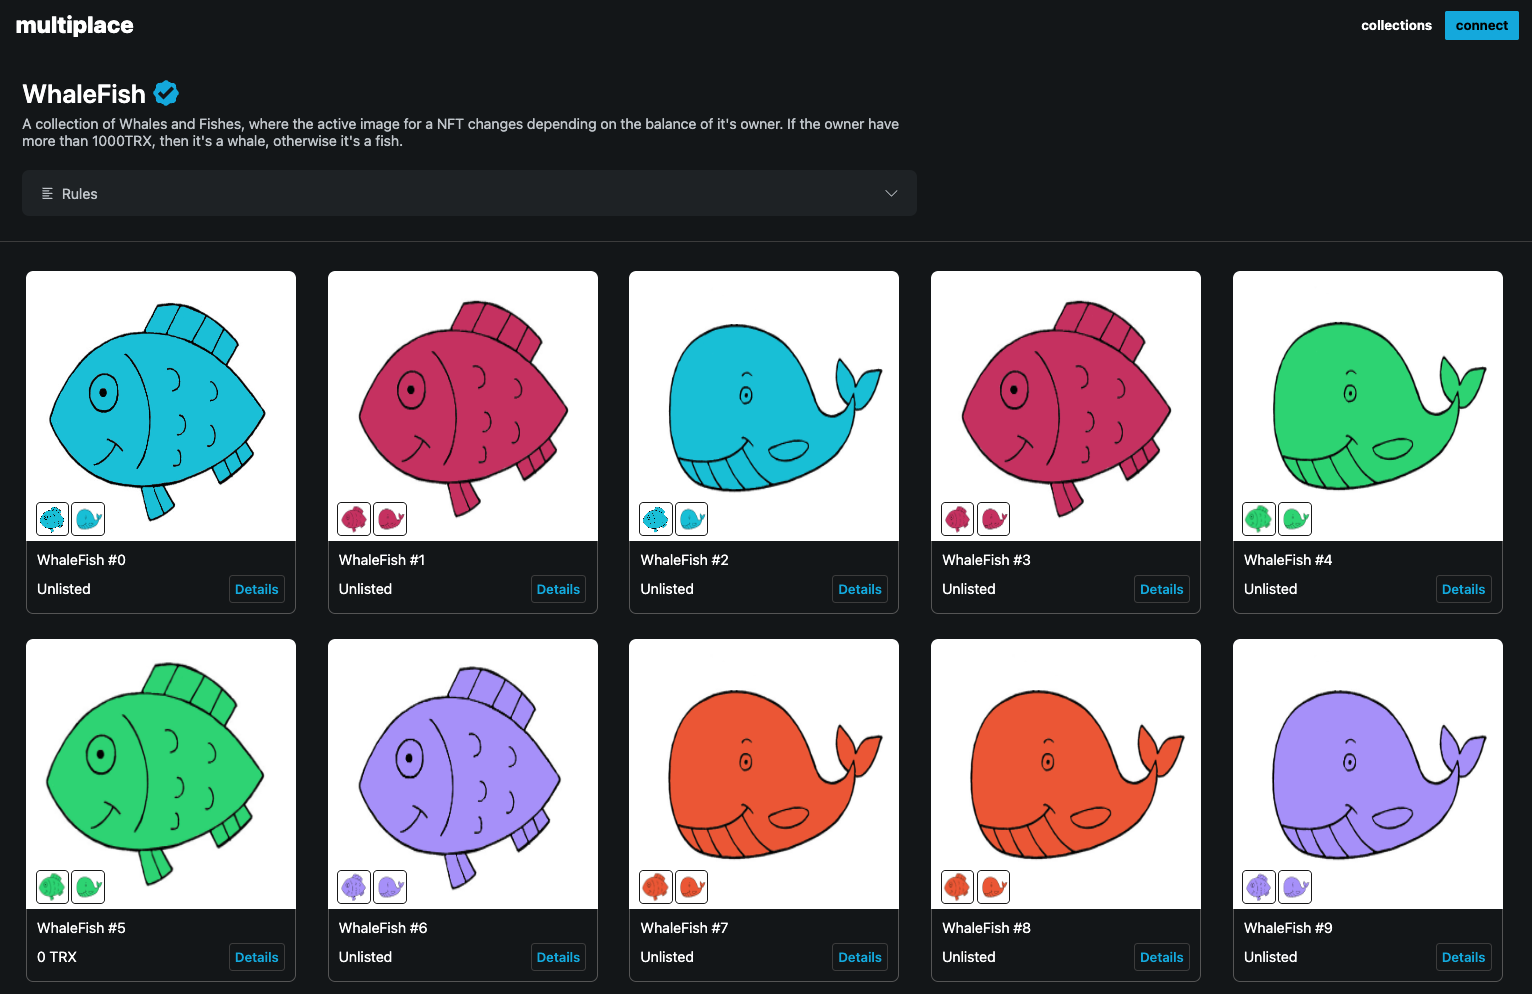 multiplace
collections
connect
WhaleFish
A collection of Whales and Fishes, where the active image for a NFT changes depending on the balance of it's owner. If the owner have
more than 1000TRX, then it's a whale, otherwise it's a fish.
Rules
WhaleFish #0
Unlisted
Details
WhaleFish #1
Unlisted
Details
WhaleFish #2
Unlisted
Details
WhaleFish #3
Unlisted
Details
WhaleFish #4
Unlisted
Details
WhaleFish #5
0 TRX
Details
WhaleFish #6
Unlisted
Details
WhaleFish #7
Unlisted
Details
WhaleFish #8
Unlisted
Details
WhaleFish #9
Unlisted
Details